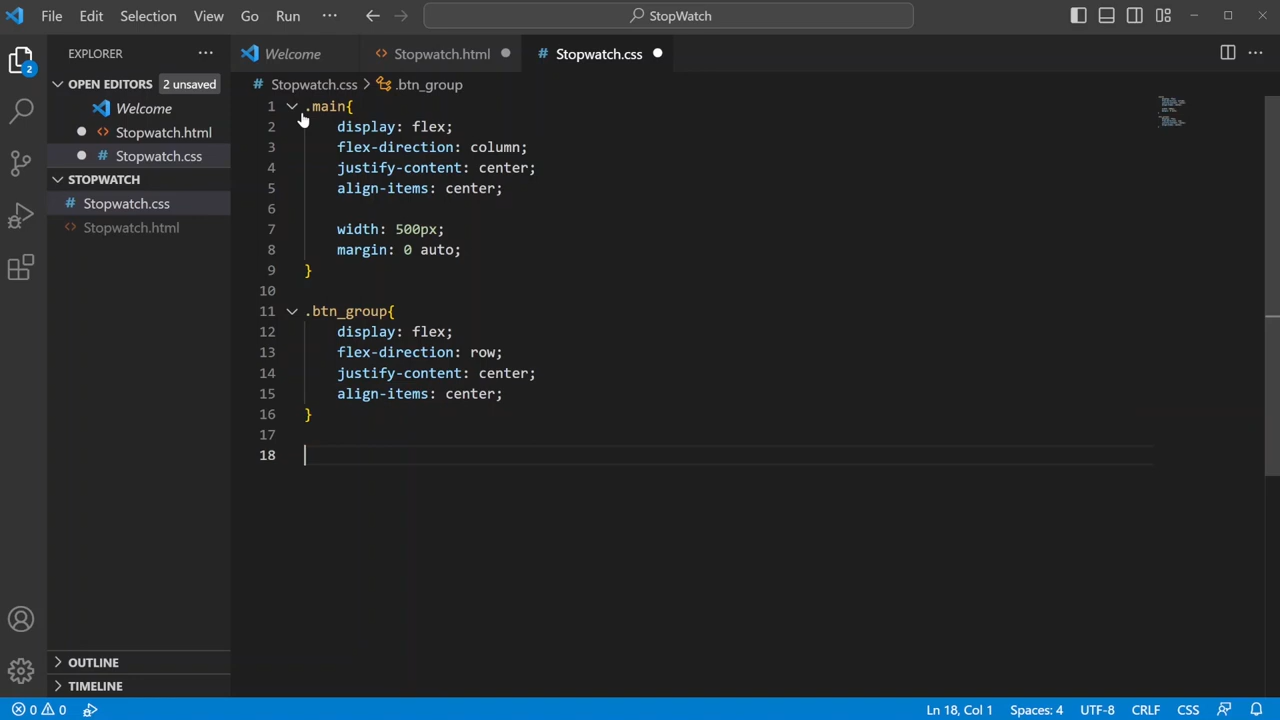 File Edit Selection View Go Run ··· StopWatch
EXPLORER ···
OPEN EDITORS 2 unsaved
Welcome
Stopwatch.html
# Stopwatch.css
STOPWATCH
# Stopwatch.css
Stopwatch.html
OUTLINE
TIMELINE
2
Welcome Stopwatch.html # Stopwatch.css
# Stopwatch.css > .btn_group
1 .main{
2 display: flex;
3 flex-direction: column;
4 justify-content: center;
5 align-items: center;
6
7 width: 500px;
8 margin: 0 auto;
9 }
10
11 .btn_group{
12 display: flex;
13 flex-direction: row;
14 justify-content: center;
15 align-items: center;
16 }
17
18
0 0 Ln 18, Col 1 Spaces: 4 UTF-8 CRLF CSS